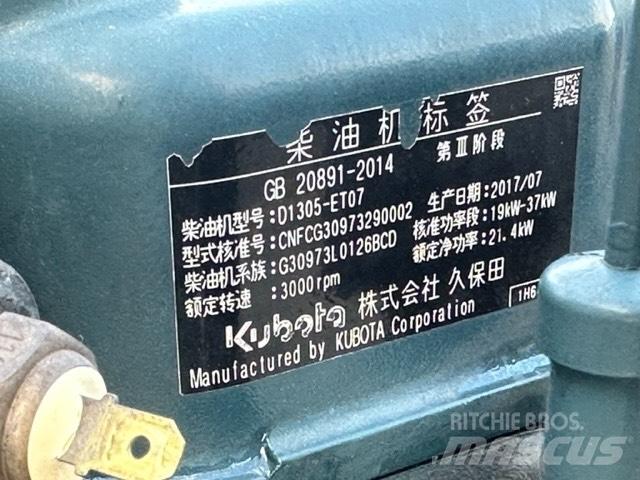 柴油机标签
GB 20891-2014 第Ⅲ阶段
柴油机型号: D1305-ET07 生产日期: 2017/07
型式核准号: CNFCG30973290002 核准功率段: 19kW-37kW
柴油机系族: G30973L0126BCD 额定净功率: 21.4kW
额定转速: 3000rpm
Kubota 株式会社 久保田
Manufactured by KUBOTA Corporation
1H6
RITCHIE BROS.
MASCUS